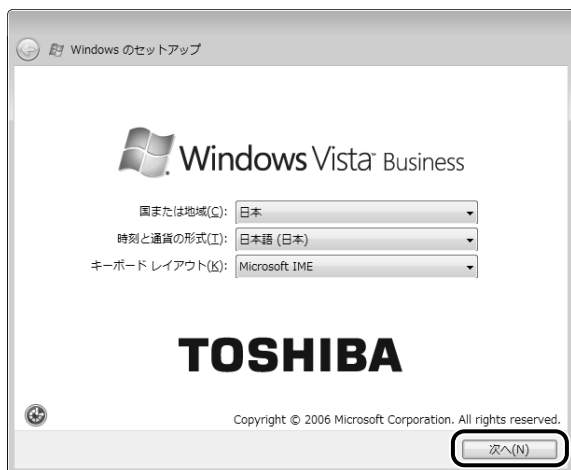 Windows のセットアップ
Windows Vista™ Business
国または地域(C): 日本
時刻と通貨の形式(T): 日本語 (日本)
キーボード レイアウト(K): Microsoft IME
TOSHIBA
Copyright © 2006 Microsoft Corporation. All rights reserved.
次へ(N)